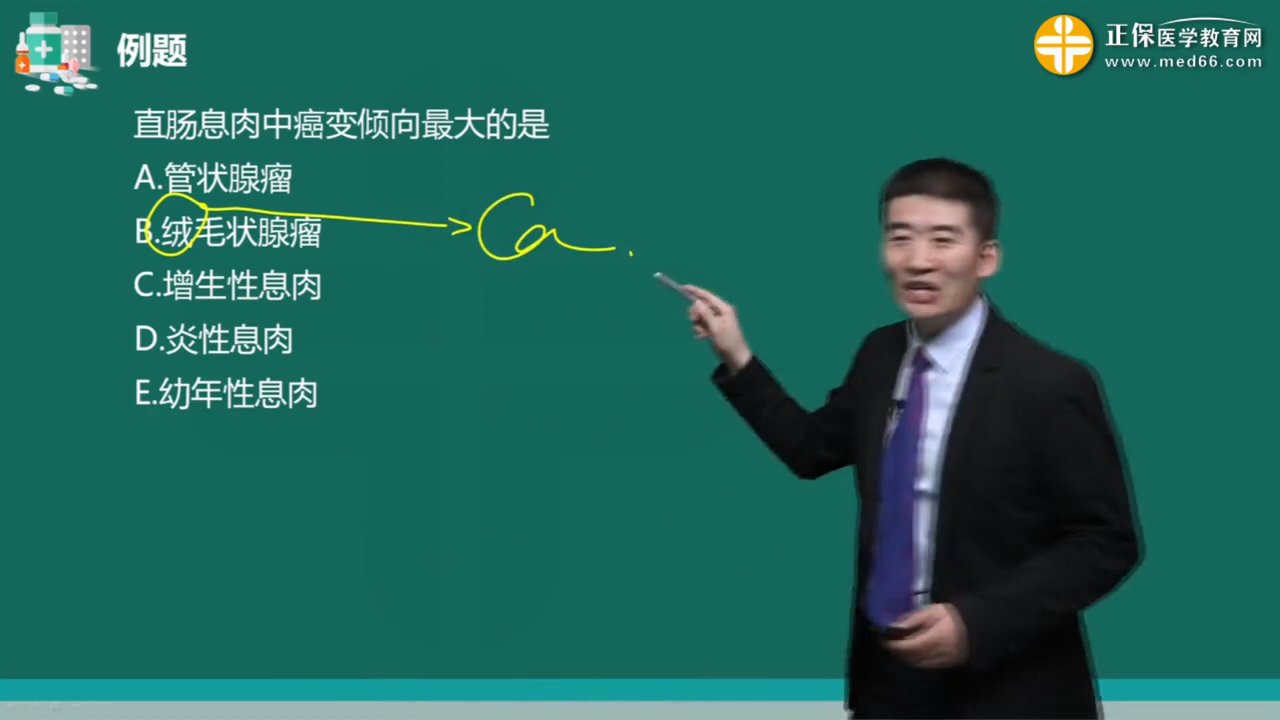 例题
正保医学教育网
www.med66.com
直肠息肉中癌变倾向最大的是
A.管状腺瘤
B.绒毛状腺瘤
Ca.
C.增生性息肉
D.炎性息肉
E.幼年性息肉